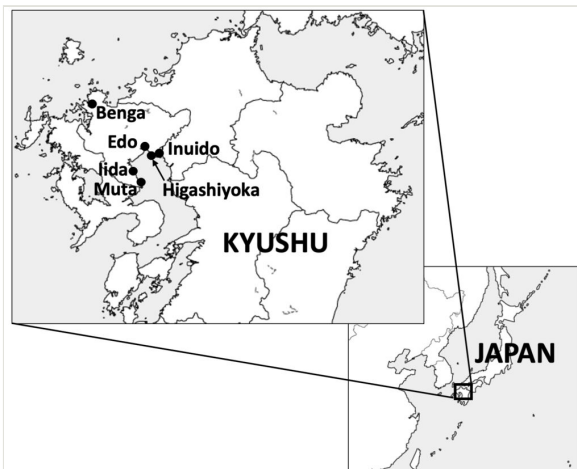 Benga
Edo
Inuido
Iida
Muta
Higashiyoka
KYUSHU
JAPAN